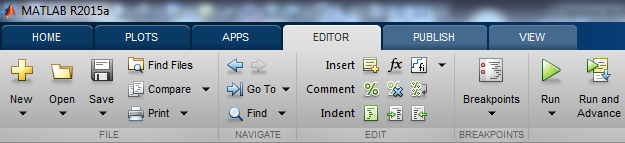 MATLAB R2015a
HOME PLOTS APPS EDITOR PUBLISH VIEW
Find Files Insert fx fi
New Open Save Compare Go To Comment Breakpoints Run Run and Advance
Print Find Indent
FILE NAVIGATE EDIT BREAKPOINTS